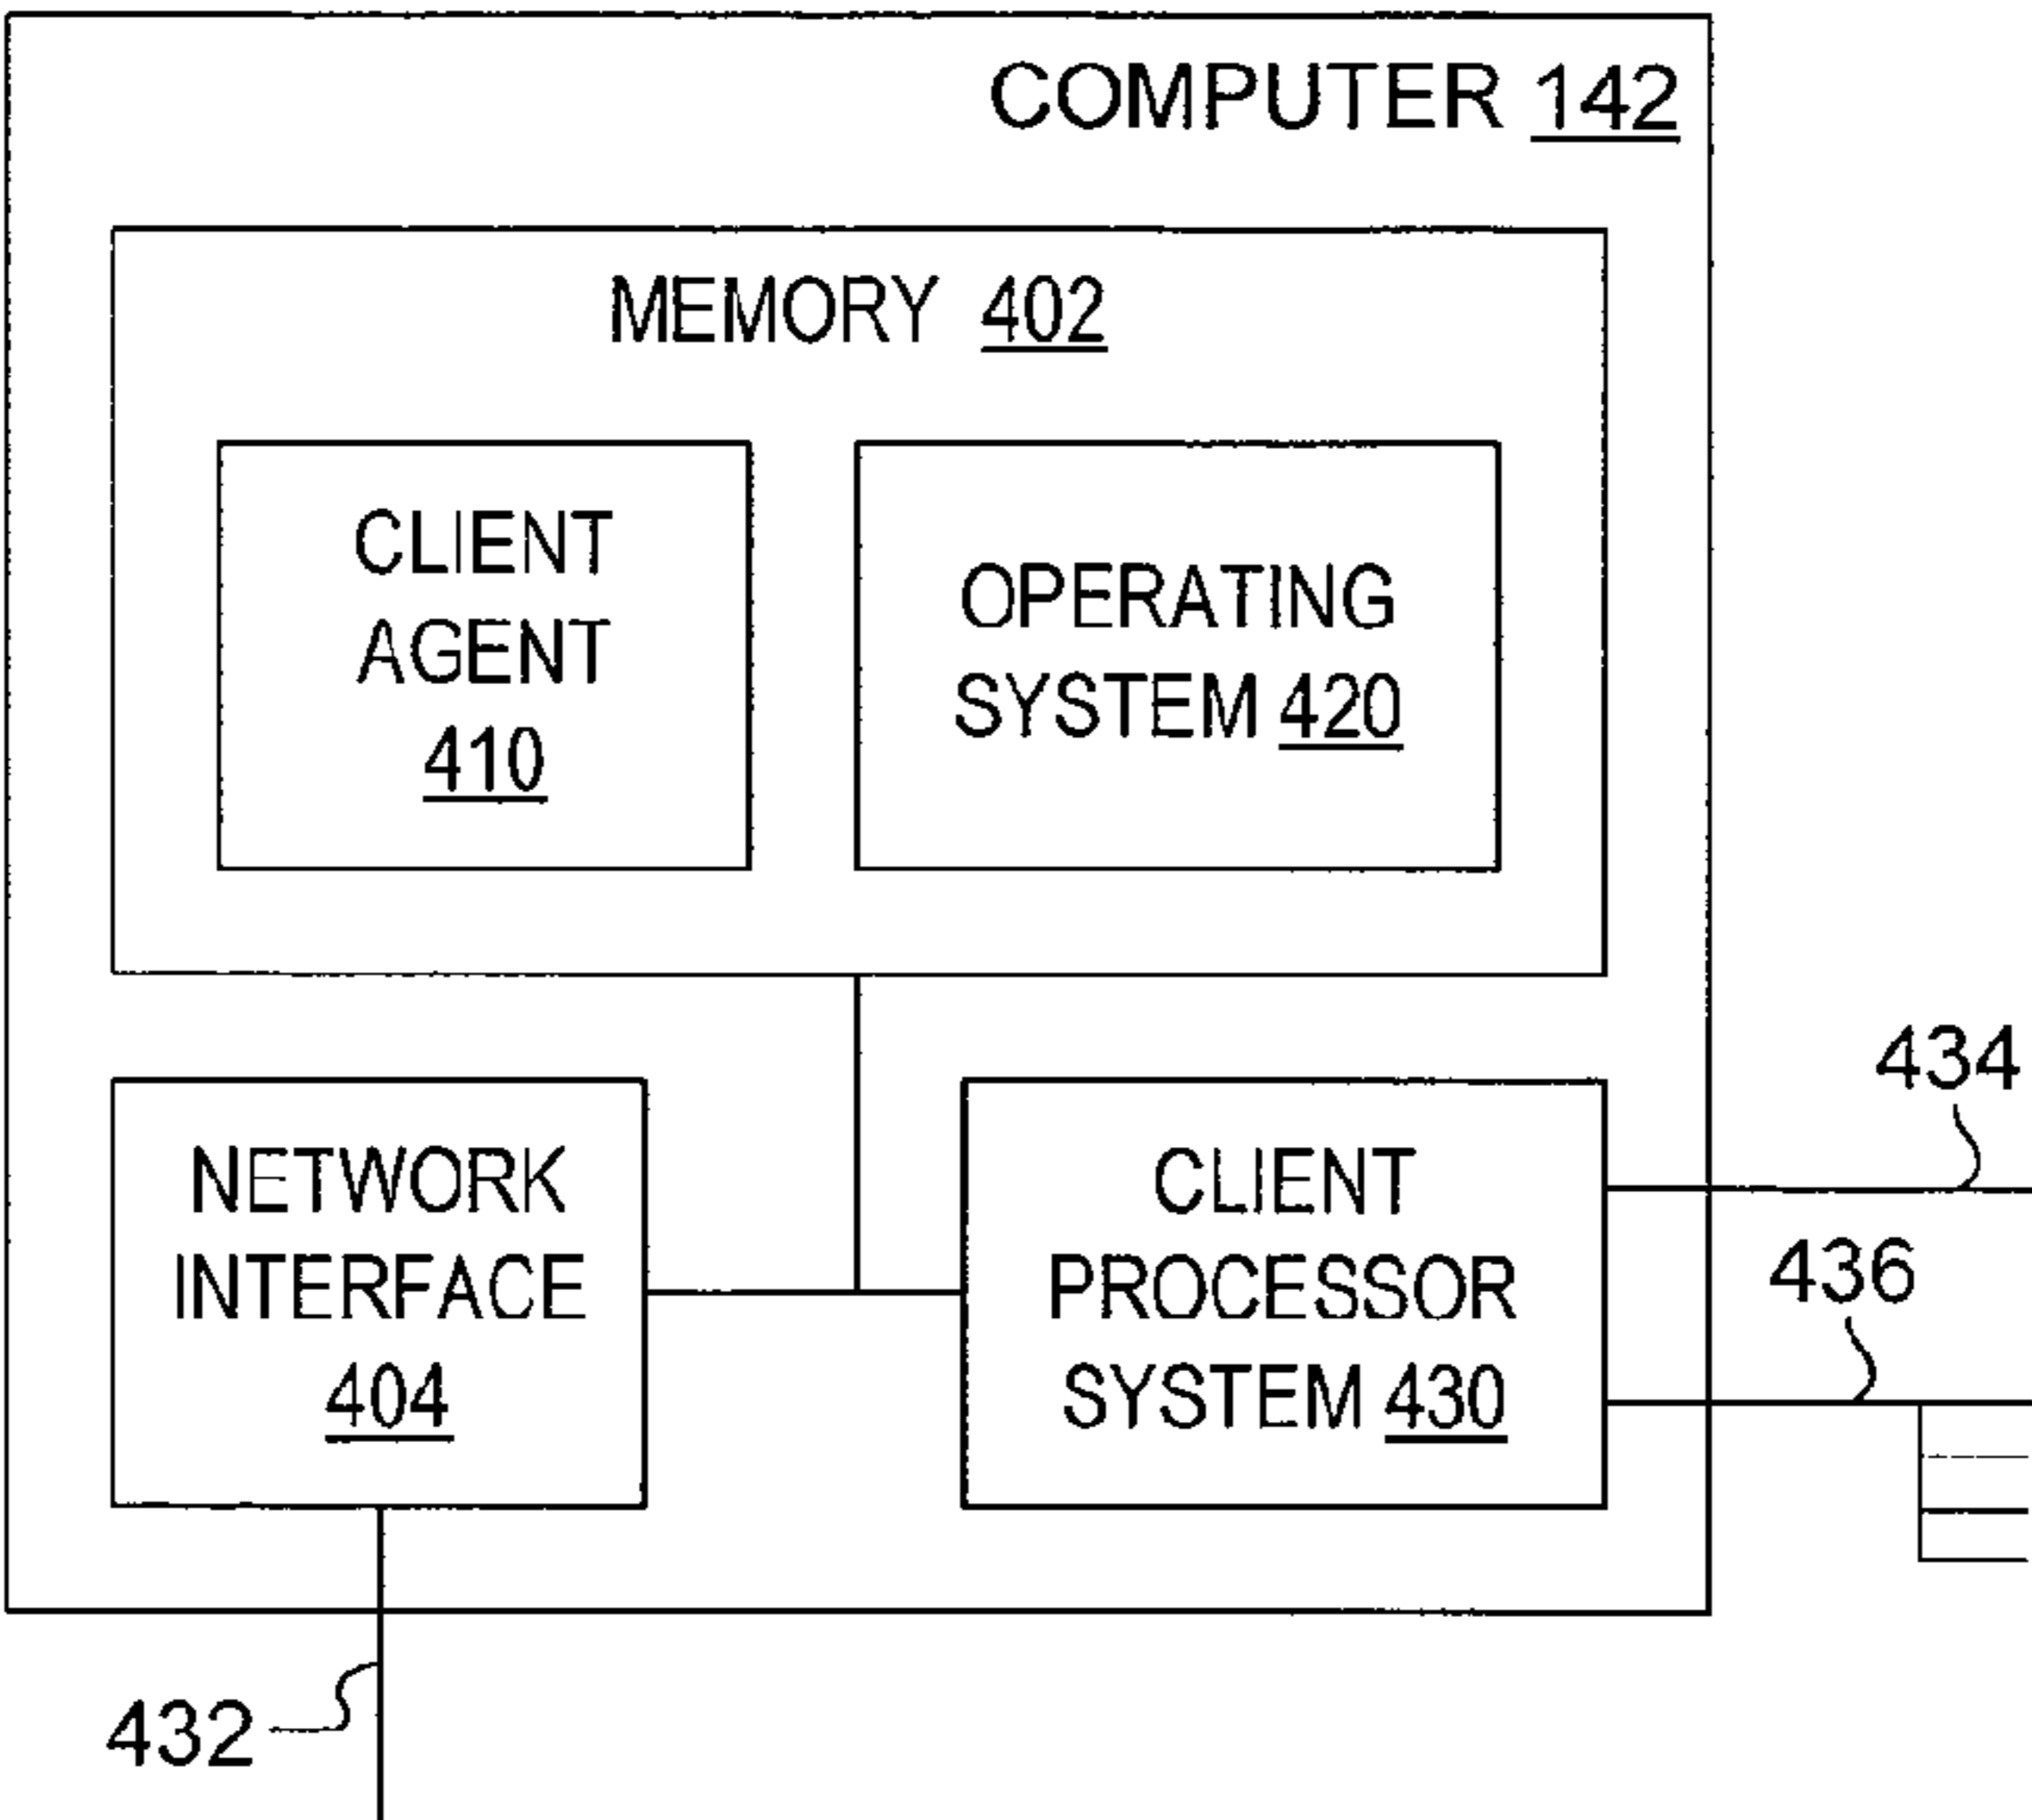 COMPUTER 142
MEMORY 402
CLIENT
AGENT
410
OPERATING
SYSTEM 420
434
NETWORK
INTERFACE
404
CLIENT
PROCESSOR
SYSTEM 430
436
432